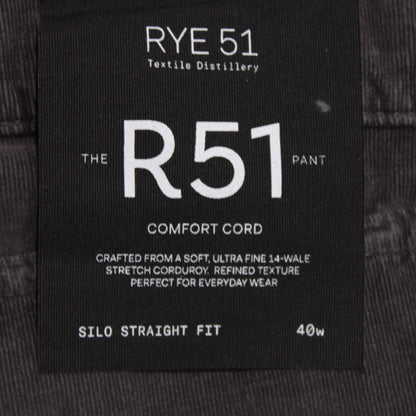 RYE 51
Textile Distillery
THE R51 PANT
COMFORT CORD
CRAFTED FROM A SOFT, ULTRA FINE 14-WALE
STRETCH CORDUROY. REFINED TEXTURE
PERFECT FOR EVERYDAY WEAR
SILO STRAIGHT FIT 40w